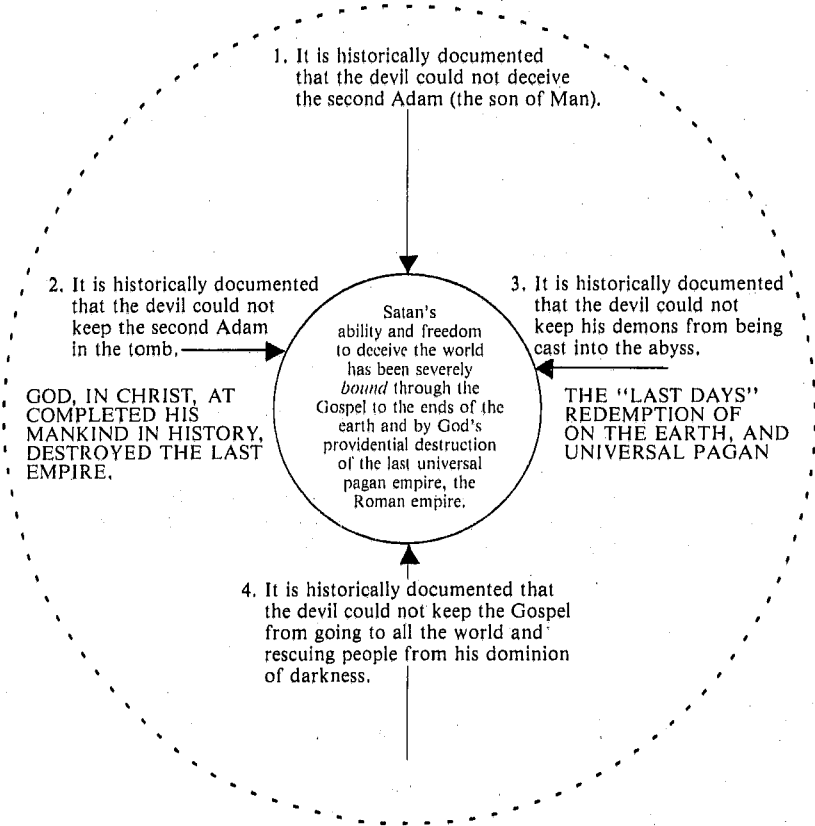 1. It is historically documented
that the devil could not deceive
the second Adam (the son of Man).
2. It is historically documented
that the devil could not
keep the second Adam
in the tomb.
3. It is historically documented
that the devil could not
keep his demons from being
cast into the abyss.
Satan's
ability and freedom
to deceive the world
has been severely
bound through the
Gospel to the ends of the
earth and by God's
providential destruction
of the last universal
pagan empire, the
Roman empire.
GOD, IN CHRIST, AT
COMPLETED HIS
MANKIND IN HISTORY,
DESTROYED THE LAST
EMPIRE.
THE "LAST DAYS"
REDEMPTION OF
ON THE EARTH, AND
UNIVERSAL PAGAN
4. It is historically documented that
the devil could not keep the Gospel
from going to all the world and
rescuing people from his dominion
of darkness.